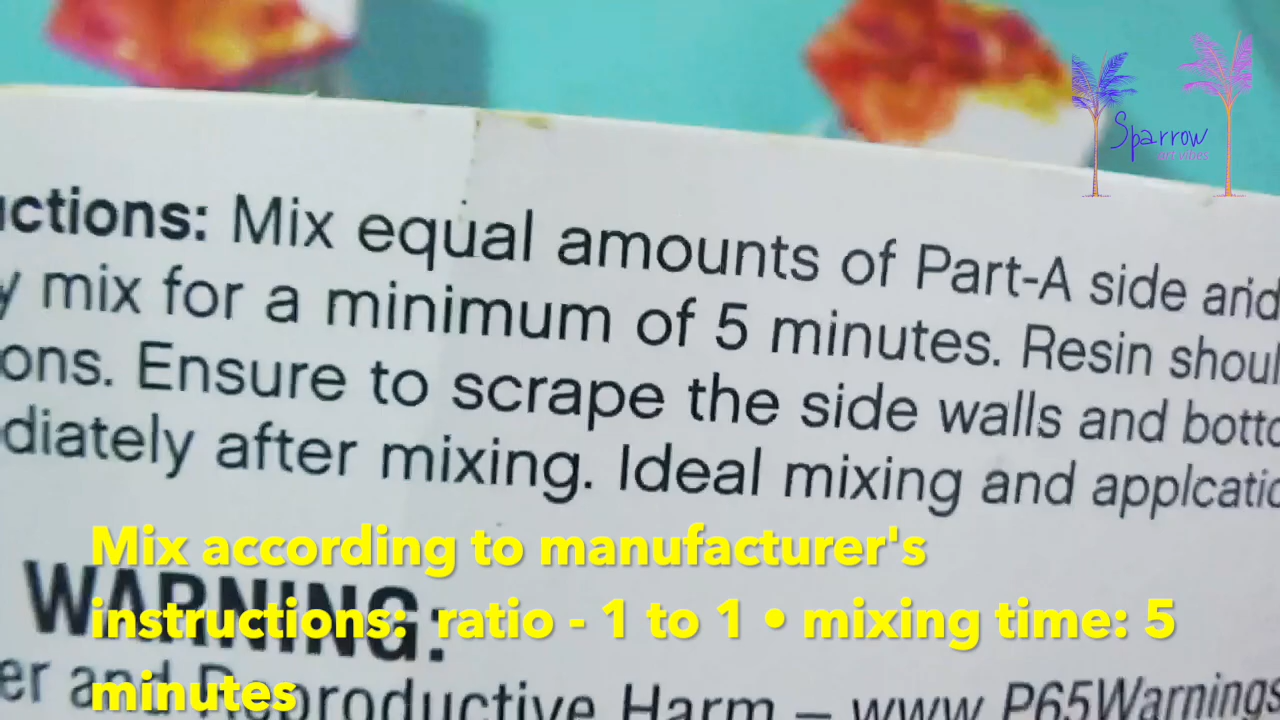 Sparrow
art vibes
uctions: Mix equal amounts of Part-A side and
y mix for a minimum of 5 minutes. Resin shoul
ons. Ensure to scrape the side walls and botto
diately after mixing. Ideal mixing and applcatio
WARNING:
er and Reproductive Harm – www.P65Warnings
Mix according to manufacturer's
instructions: ratio - 1 to 1 • mixing time: 5
minutes